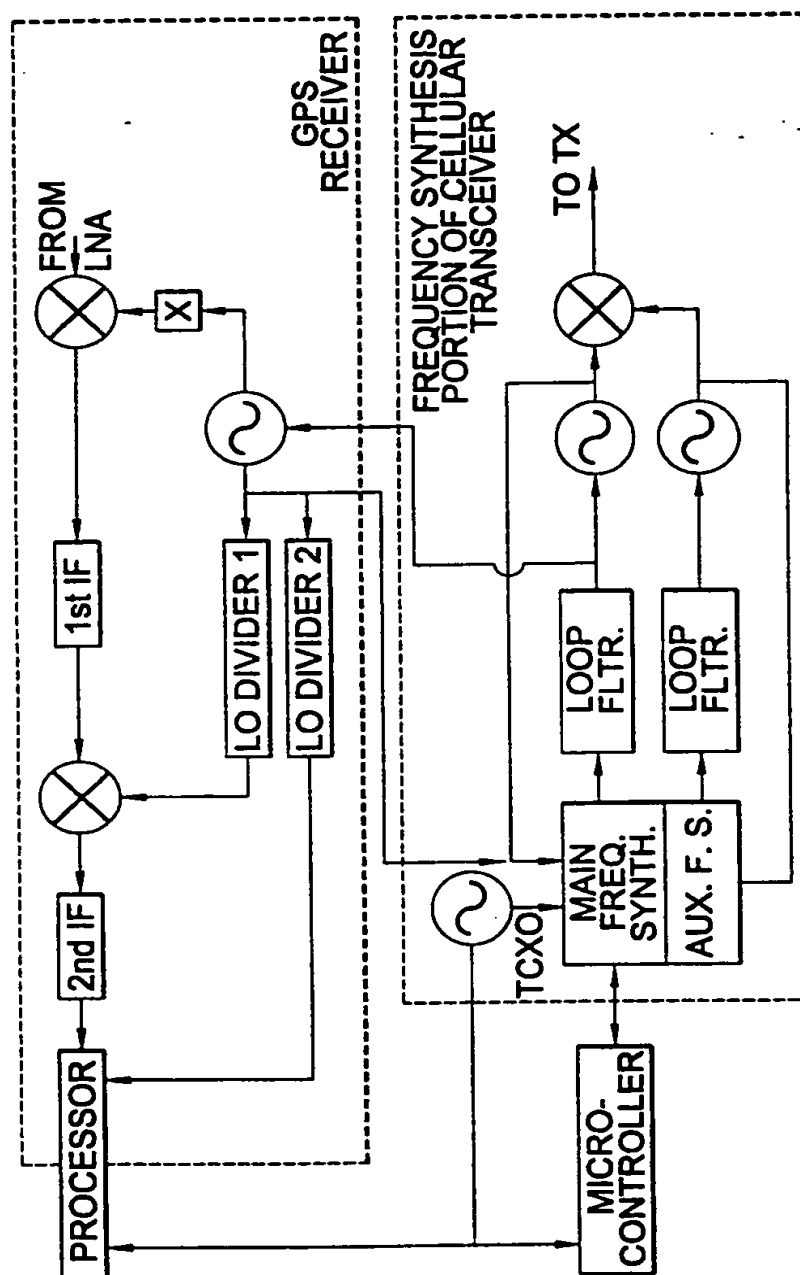 FROM
LNA
X
1st IF
LO DIVIDER 1
LO DIVIDER 2
2nd IF
PROCESSOR
GPS
RECEIVER
FREQUENCY SYNTHESIS
PORTION OF CELLULAR
TRANSCEIVER
TO TX
LOOP
FLTR.
LOOP
FLTR.
TCXO
MAIN
FREQ.
SYNTH.
AUX. F. S.
MICRO-
CONTROLLER